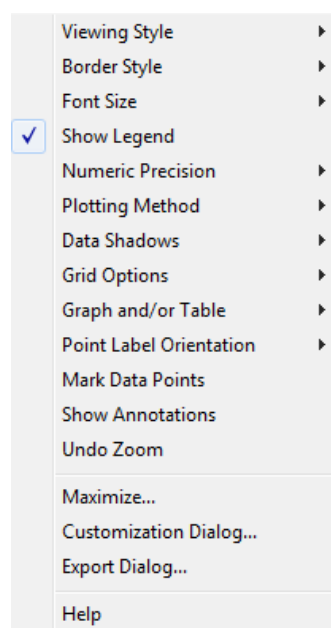 Viewing Style
Border Style
Font Size
Show Legend
Numeric Precision
Plotting Method
Data Shadows
Grid Options
Graph and/or Table
Point Label Orientation
Mark Data Points
Show Annotations
Undo Zoom
Maximize...
Customization Dialog...
Export Dialog...
Help